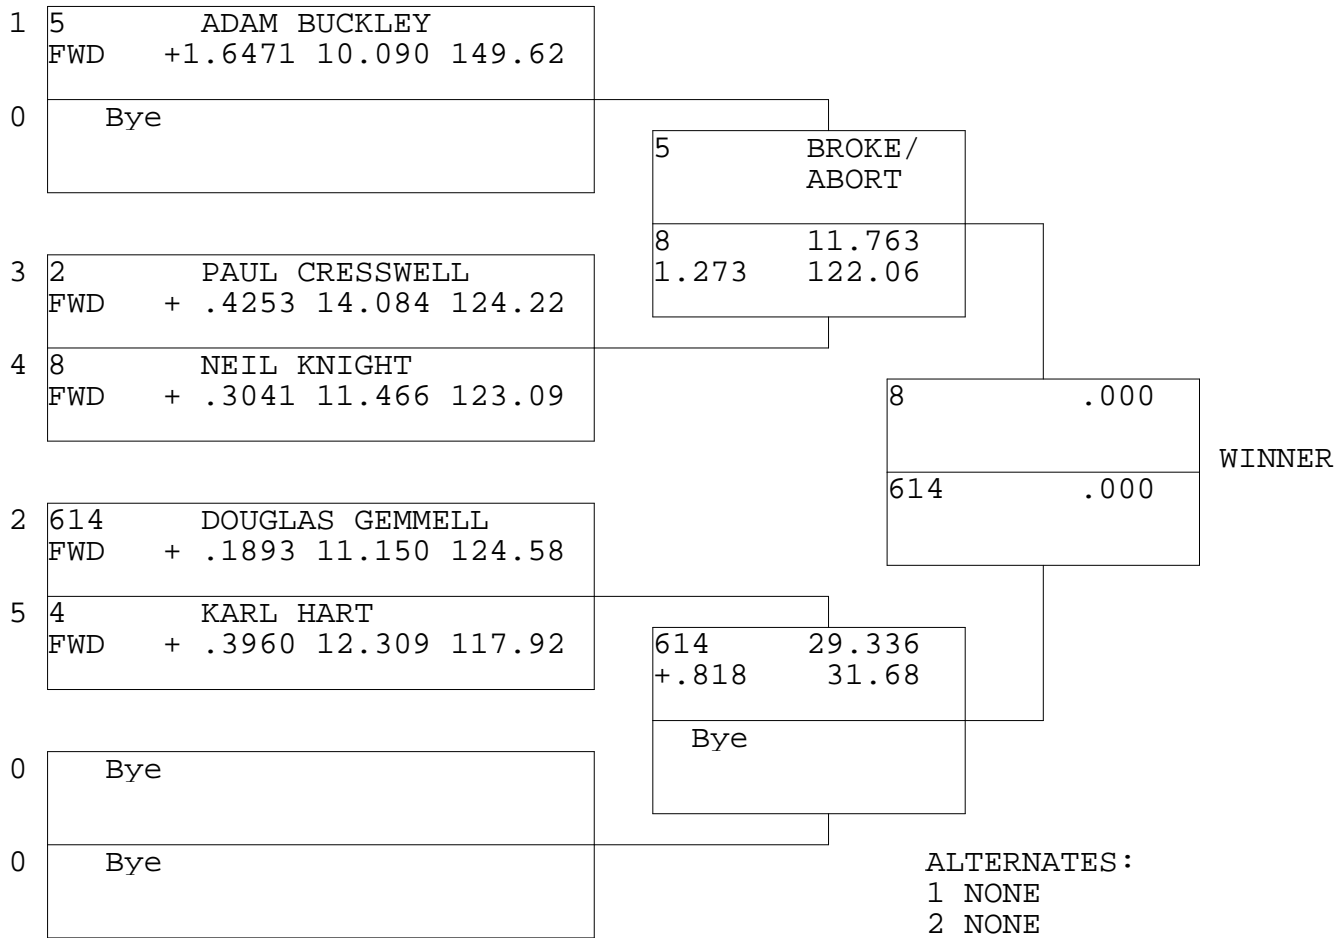 1 5 ADAM BUCKLEY
FWD +1.6471 10.090 149.62
0 Bye
5 BROKE/
ABORT
8 11.763
1.273 122.06
3 2 PAUL CRESSWELL
FWD + .4253 14.084 124.22
4 8 NEIL KNIGHT
FWD + .3041 11.466 123.09
8 .000
WINNER
614 .000
2 614 DOUGLAS GEMMELL
FWD + .1893 11.150 124.58
5 4 KARL HART
FWD + .3960 12.309 117.92
614 29.336
+.818 31.68
Bye
0 Bye
0 Bye
ALTERNATES:
1 NONE
2 NONE